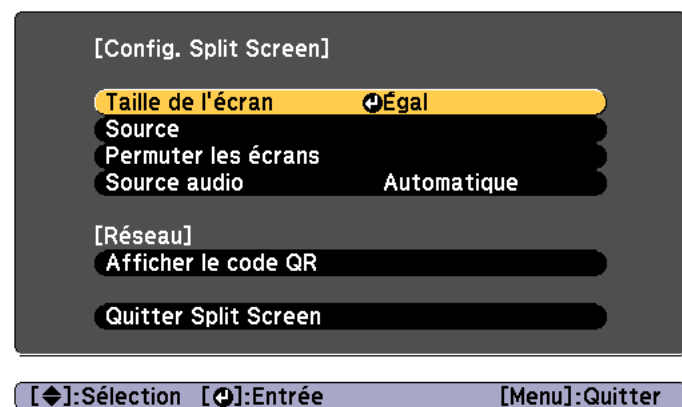 [Config. Split Screen]
Taille de l'écran Égal
Source
Permuter les écrans
Source audio Automatique
[Réseau]
Afficher le code QR
Quitter Split Screen
[ ]:Sélection [ ]:Entrée [Menu]:Quitter